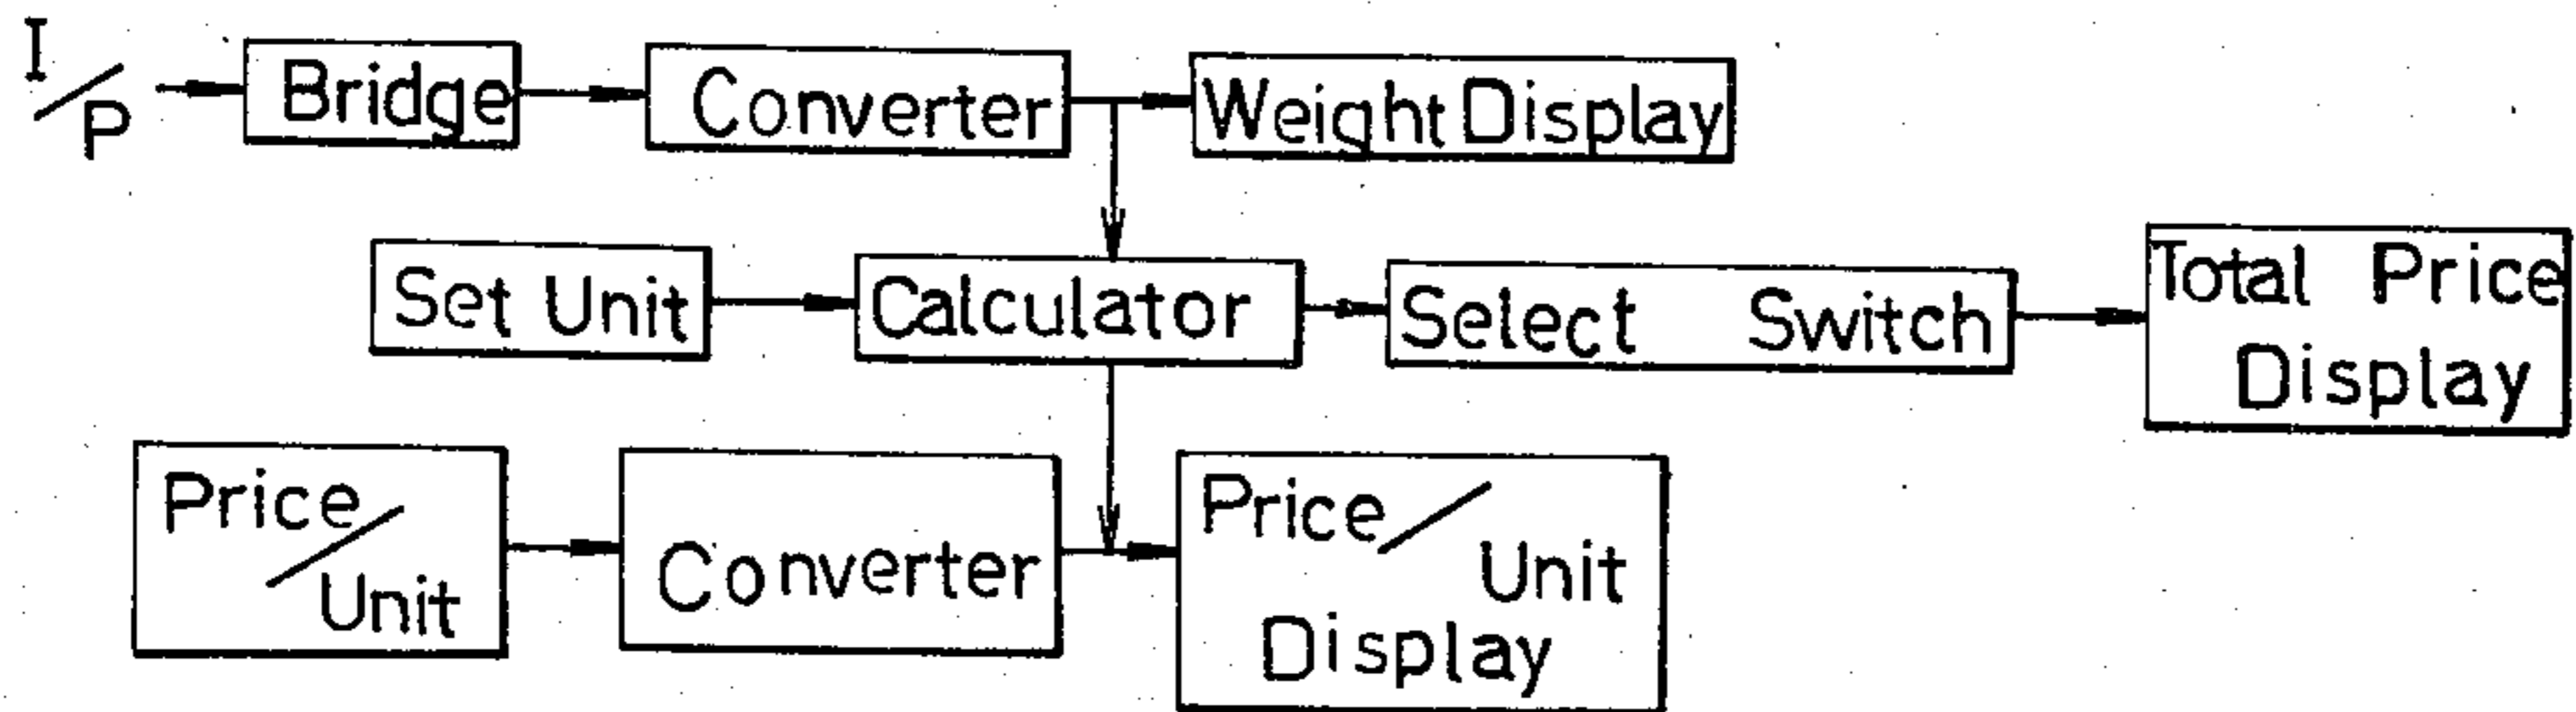 I/P
Bridge
Converter
Weight Display
Set Unit
Calculator
Select Switch
Total Price
Display
Price/
Unit
Converter
Price/
Unit
Display